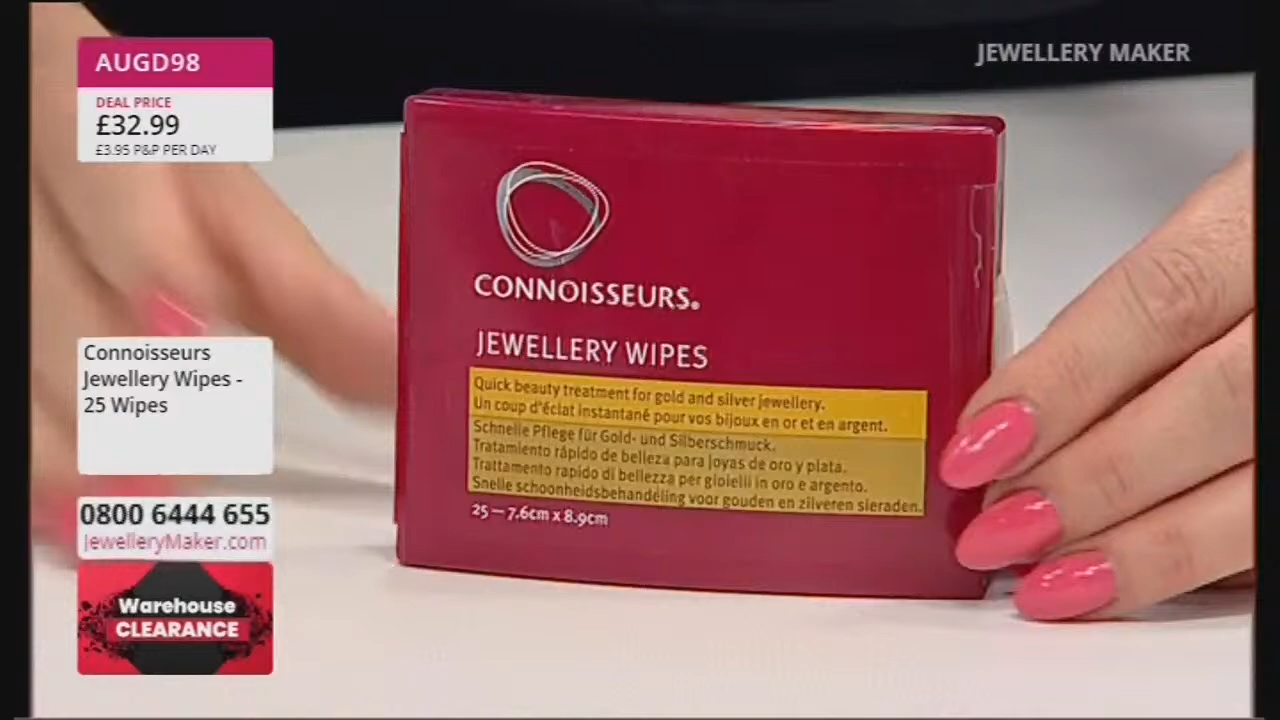 AUGD98
DEAL PRICE
£32.99
£3.95 P&P PER DAY
JEWELLERY MAKER
CONNOISSEURS®
JEWELLERY WIPES
Quick beauty treatment for gold and silver jewellery.
Un coup d'éclat instantané pour vos bijoux en or et en argent.
Schnelle Pflege für Gold- und Silberschmuck.
Tratamiento rápido de belleza para joyas de oro y plata.
Trattamento rapido di bellezza per gioielli in oro e argento.
Snelle schoonheidsbehandeling voor gouden en zilveren sieraden.
25 — 7.6cm x 8.9cm
Connoisseurs
Jewellery Wipes -
25 Wipes
0800 6444 655
JewelleryMaker.com
Warehouse
CLEARANCE